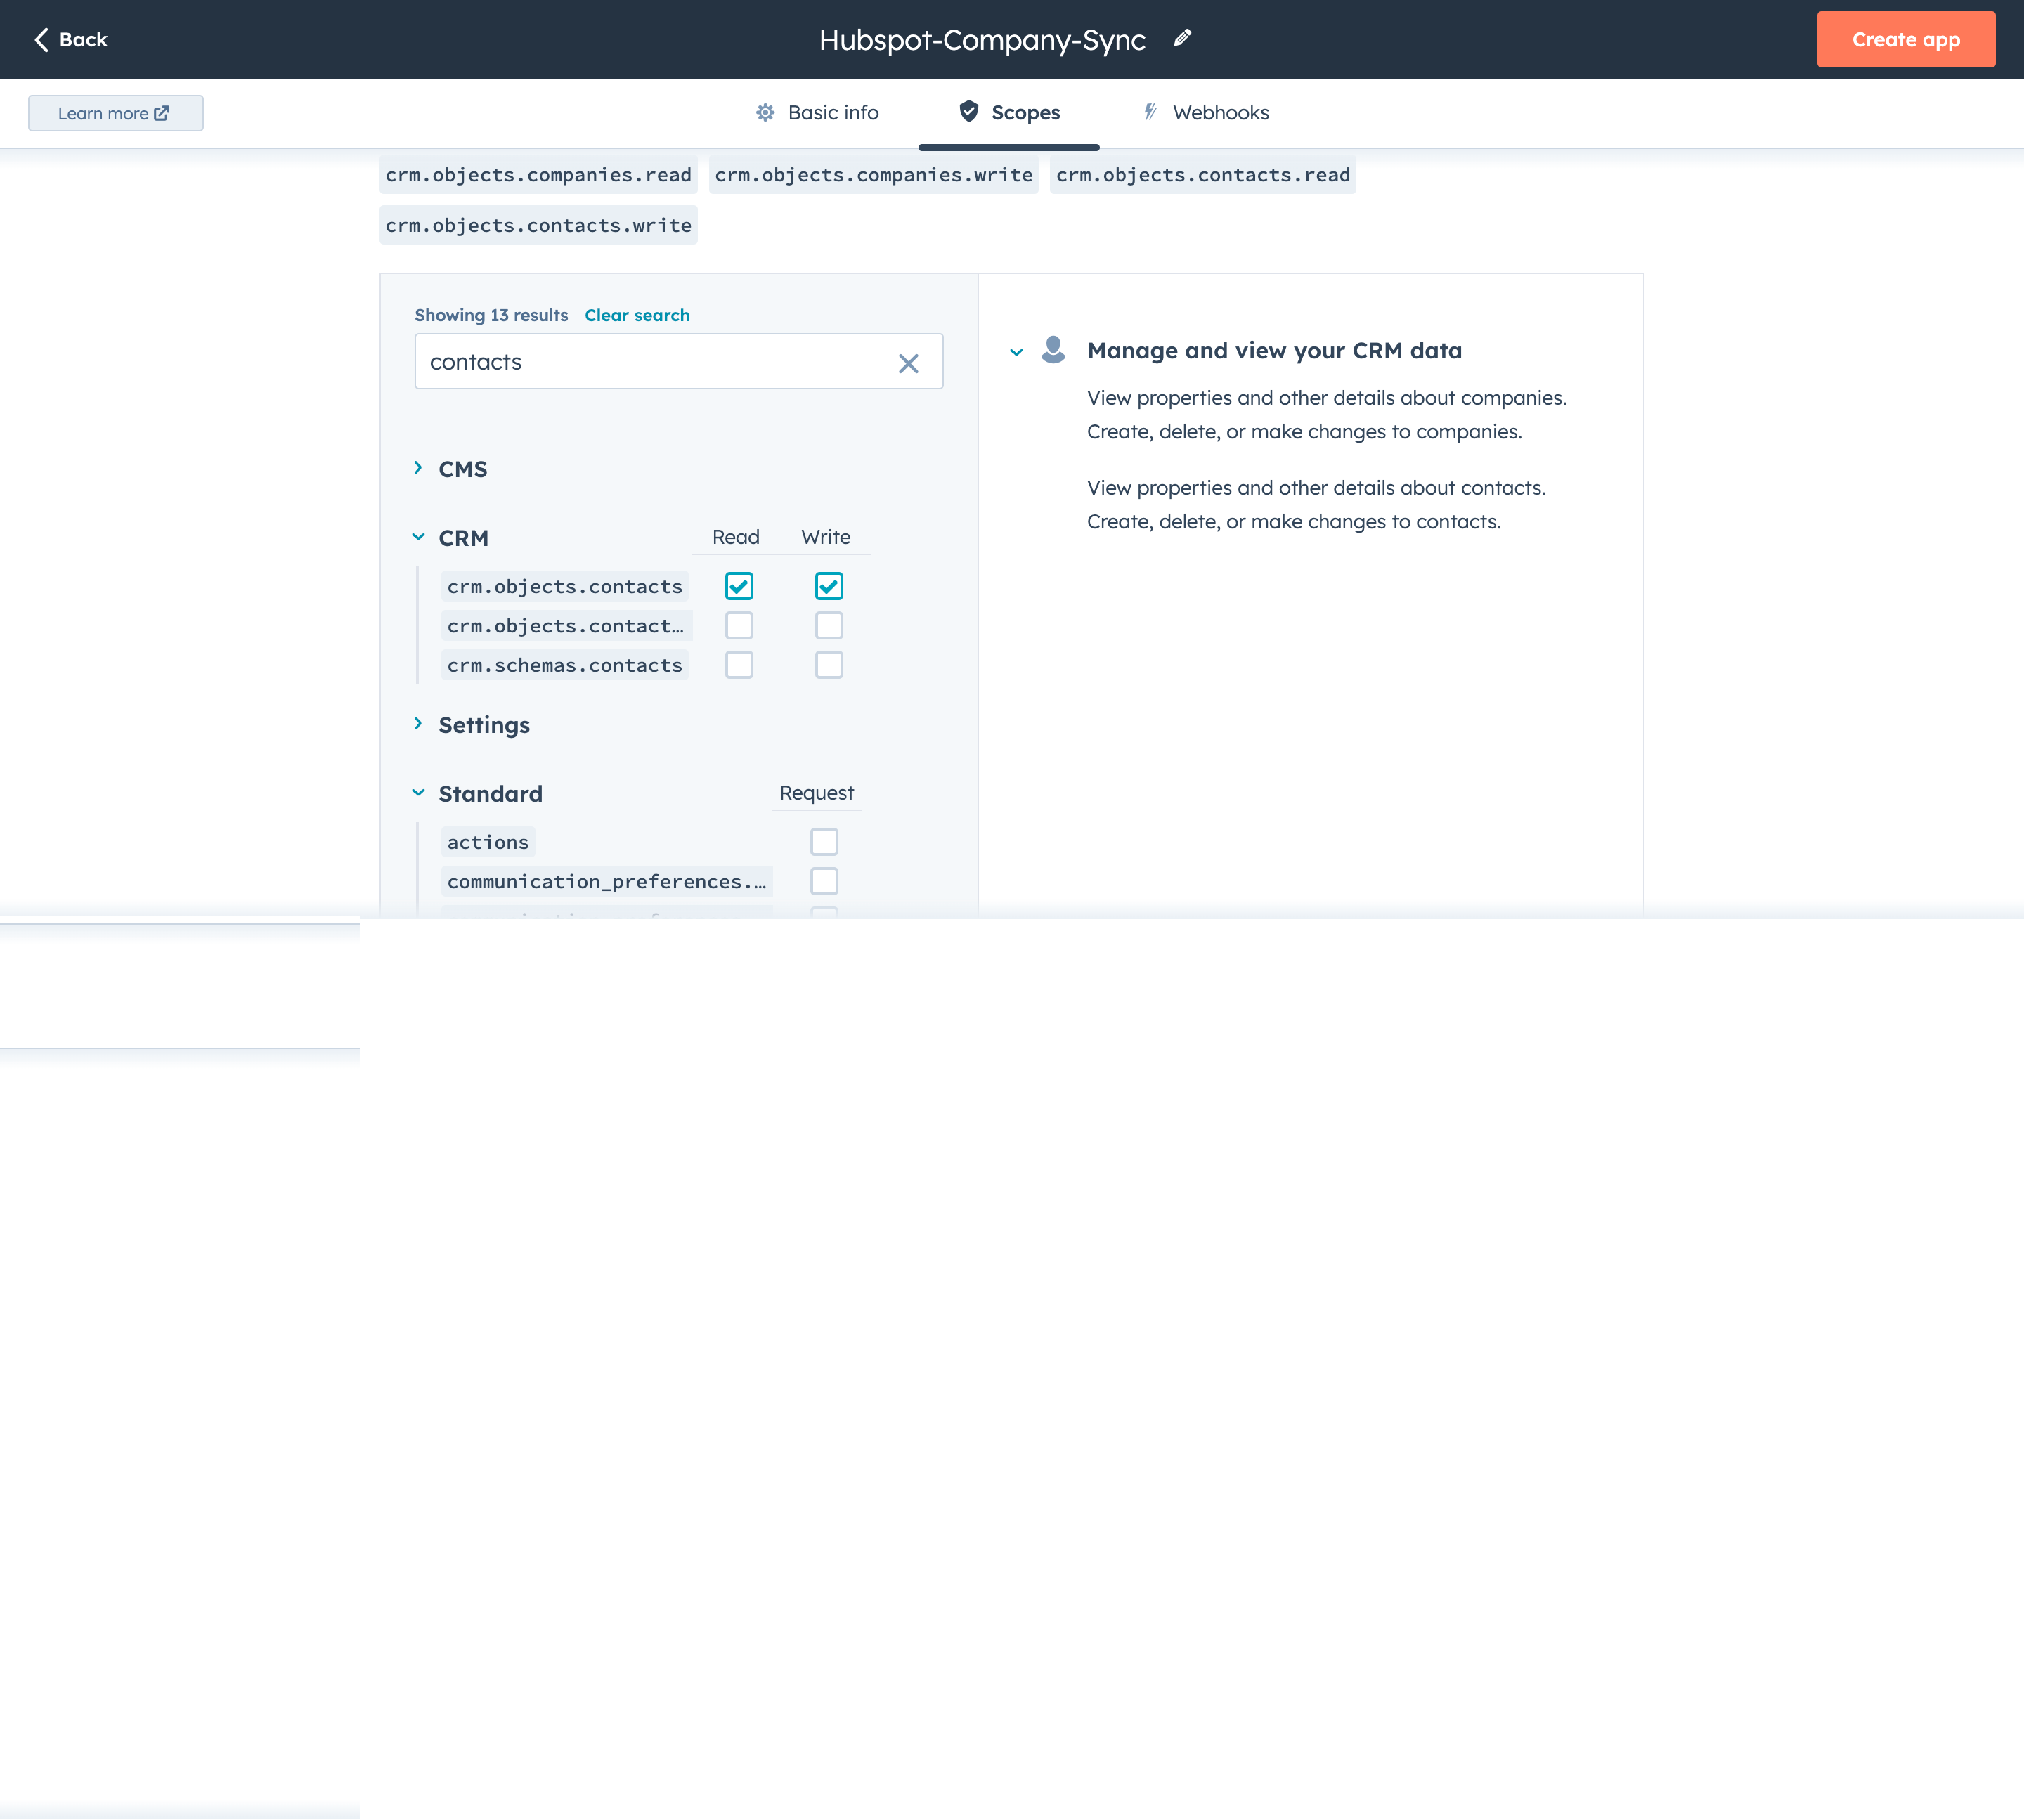 Back
Hubspot-Company-Sync
Create app
Learn more
Basic info
Scopes
Webhooks
crm.objects.companies.read crm.objects.companies.write crm.objects.contacts.read
crm.objects.contacts.write
Showing 13 results Clear search
contacts
CMS
CRM Read Write
crm.objects.contacts
crm.objects.contact...
crm.schemas.contacts
Settings
Standard Request
actions
communication_preferences....
Manage and view your CRM data
View properties and other details about companies.
Create, delete, or make changes to companies.
View properties and other details about contacts.
Create, delete, or make changes to contacts.